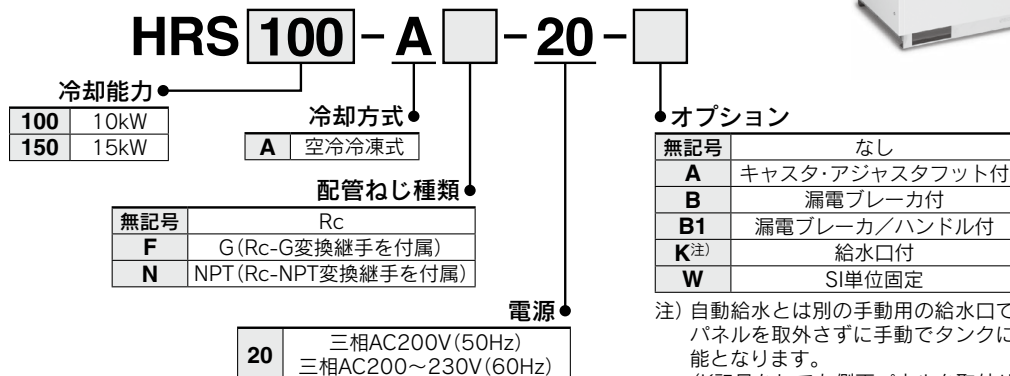 HRS 100 - A - 20 -
冷却能力
100 10kW
150 15kW
冷却方式
A 空冷冷凍式
配管ねじ種類
無記号 Rc
F G(Rc-G変換継手を付属)
N NPT(Rc-NPT変換継手を付属)
電源
20 三相AC200V(50Hz)
三相AC200~230V(60Hz)
オプション
無記号 なし
A キャスタ・アジャスタフット付
B 漏電ブレーカ付
B1 漏電ブレーカ/ハンドル付
K注) 給水口付
W SI単位固定
注) 自動給水とは別の手動用の給水口で
パネルを取外さずに手動でタンクに
能となります。